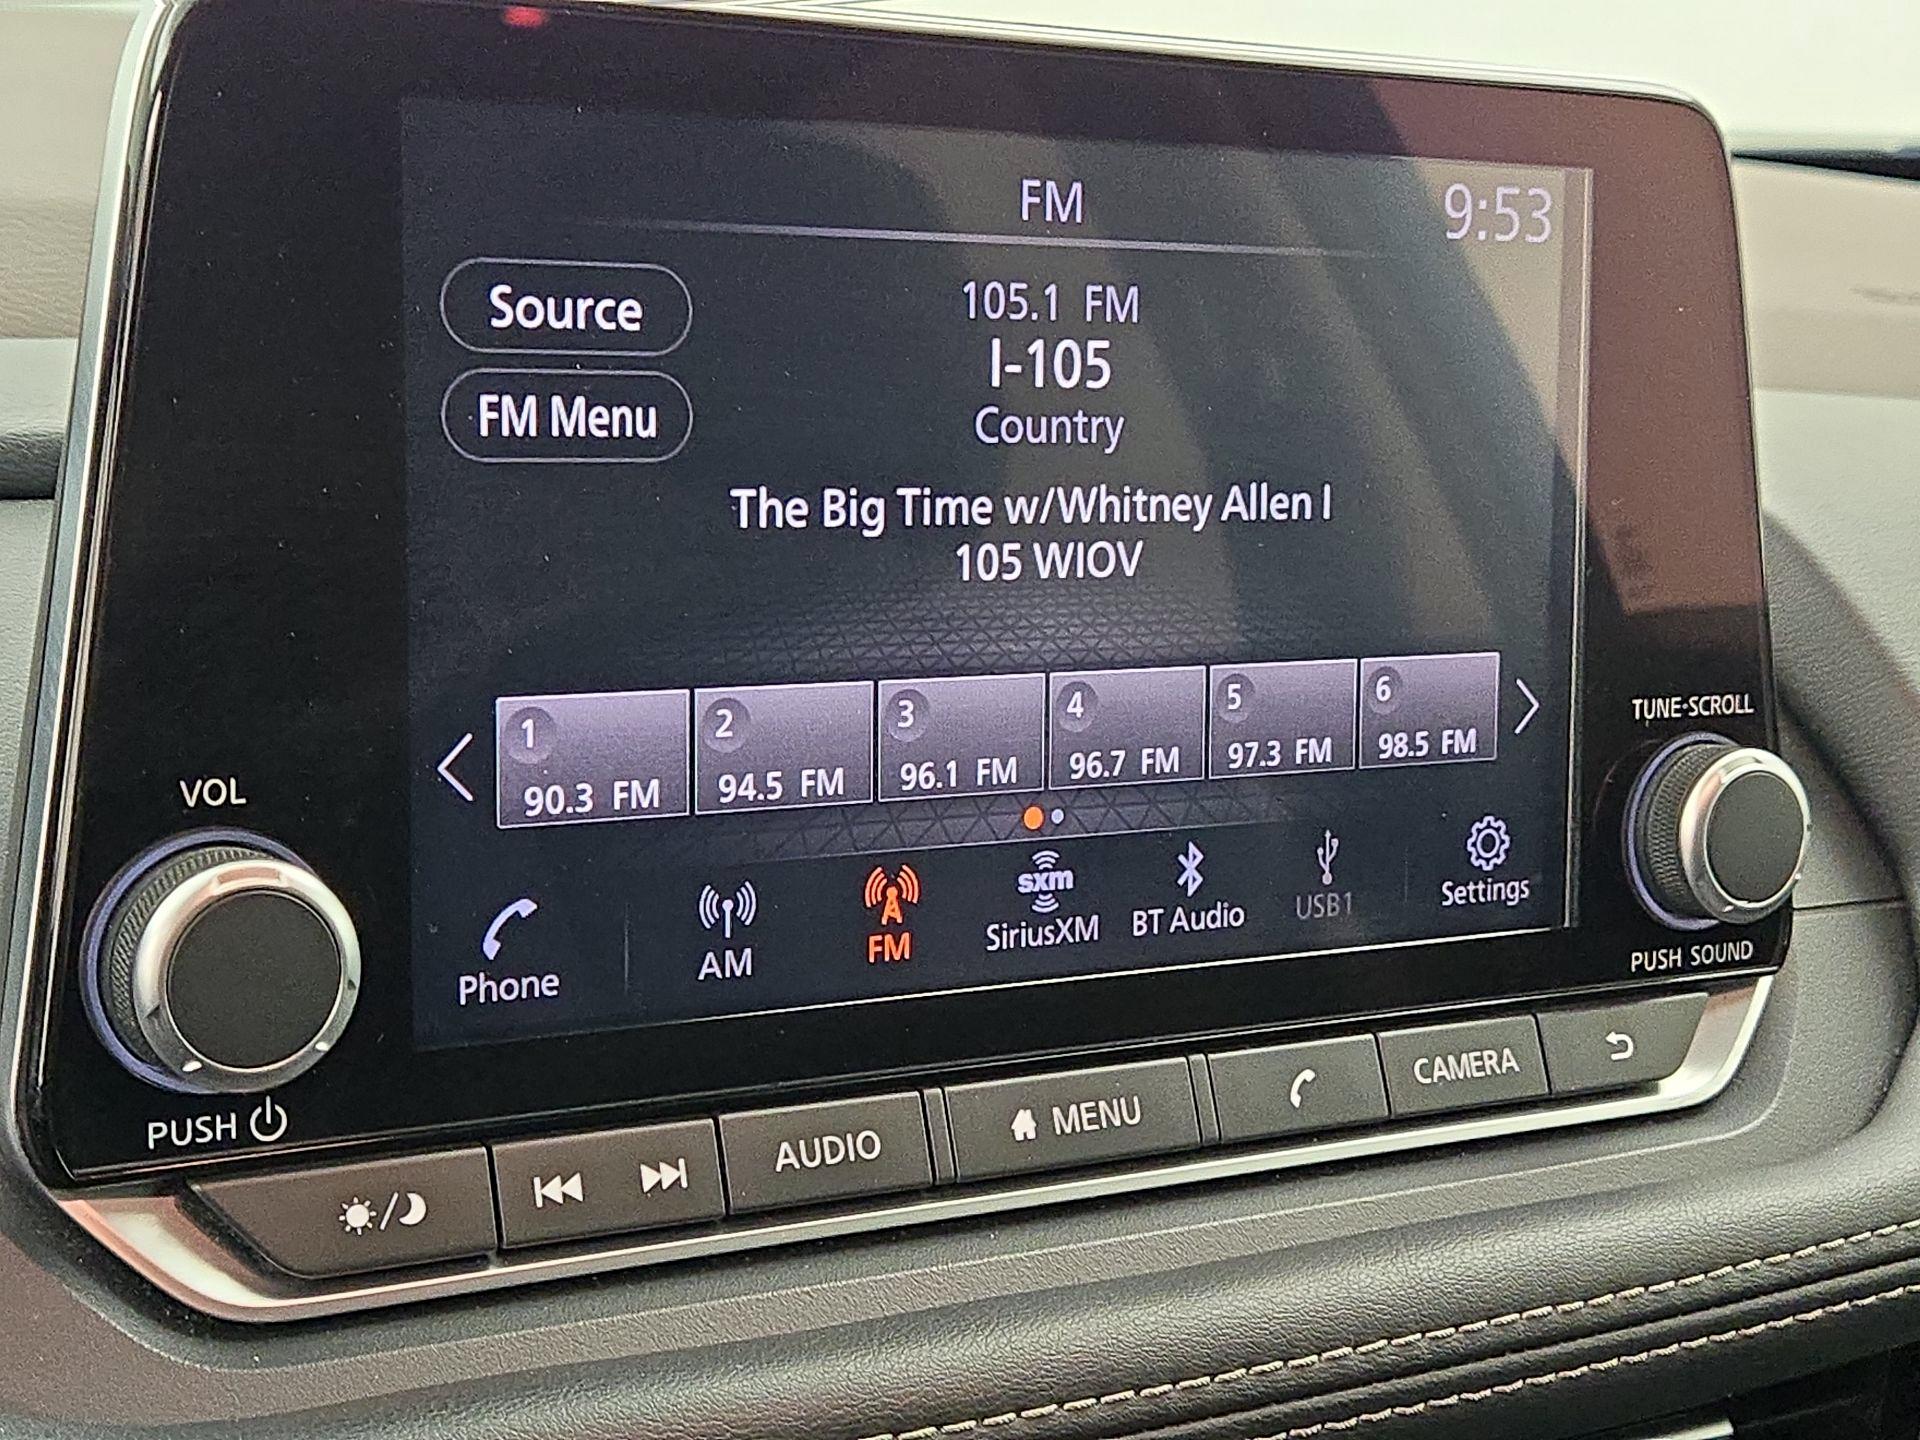 FM
9:53
Source
105.1 FM
I-105
FM Menu
Country
The Big Time w/Whitney Allen I
105 WIOV
1
2
3
4
5
6
90.3 FM
94.5 FM
96.1 FM
96.7 FM
97.3 FM
98.5 FM
VOL
TUNE•SCROLL
Phone
AM
FM
sxm
SiriusXM
BT Audio
USB1
Settings
PUSH
PUSH SOUND
AUDIO
MENU
CAMERA